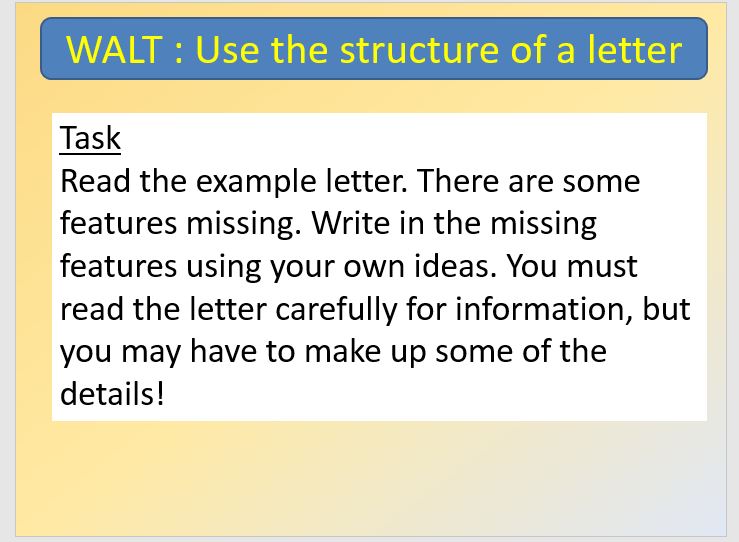 WALT : Use the structure of a letter
Task
Read the example letter. There are some
features missing. Write in the missing
features using your own ideas. You must
read the letter carefully for information, but
you may have to make up some of the
details!